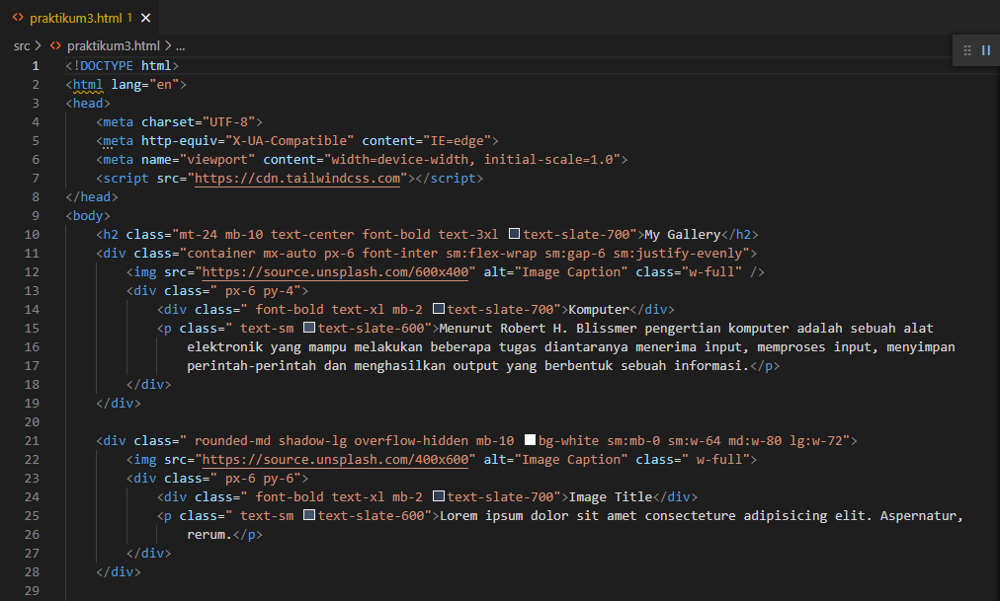 praktikum3.html 1
src > praktikum3.html > ...
1 <!DOCTYPE html>
2 <html lang="en">
3 <head>
4 <meta charset="UTF-8">
5 <meta http-equiv="X-UA-Compatible" content="IE=edge">
6 <meta name="viewport" content="width=device-width, initial-scale=1.0">
7 <script src="https://cdn.tailwindcss.com"></script>
8 </head>
9 <body>
10 <h2 class="mt-24 mb-10 text-center font-bold text-3xl text-slate-700">My Gallery</h2>
11 <div class="container mx-auto px-6 font-inter sm:flex-wrap sm:gap-6 sm:justify-evenly">
12 <img src="https://source.unsplash.com/600x400" alt="Image Caption" class="w-full" />
13 <div class=" px-6 py-4">
14 <div class=" font-bold text-xl mb-2 text-slate-700">Komputer</div>
15 <p class=" text-sm text-slate-600">Menurut Robert H. Blissmer pengertian komputer adalah sebuah alat
16 elektronik yang mampu melakukan beberapa tugas diantaranya menerima input, memproses input, menyimpan
17 perintah-perintah dan menghasilkan output yang berbentuk sebuah informasi.</p>
18 </div>
19 </div>
20
21 <div class=" rounded-md shadow-lg overflow-hidden mb-10 bg-white sm:mb-0 sm:w-64 md:w-80 lg:w-72">
22 <img src="https://source.unsplash.com/400x600" alt="Image Caption" class=" w-full">
23 <div class=" px-6 py-6">
24 <div class=" font-bold text-xl mb-2 text-slate-700">Image Title</div>
25 <p class=" text-sm text-slate-600">Lorem ipsum dolor sit amet consecteture adipisicing elit. Aspernatur,
26 rerum.</p>
27 </div>
28 </div>
29